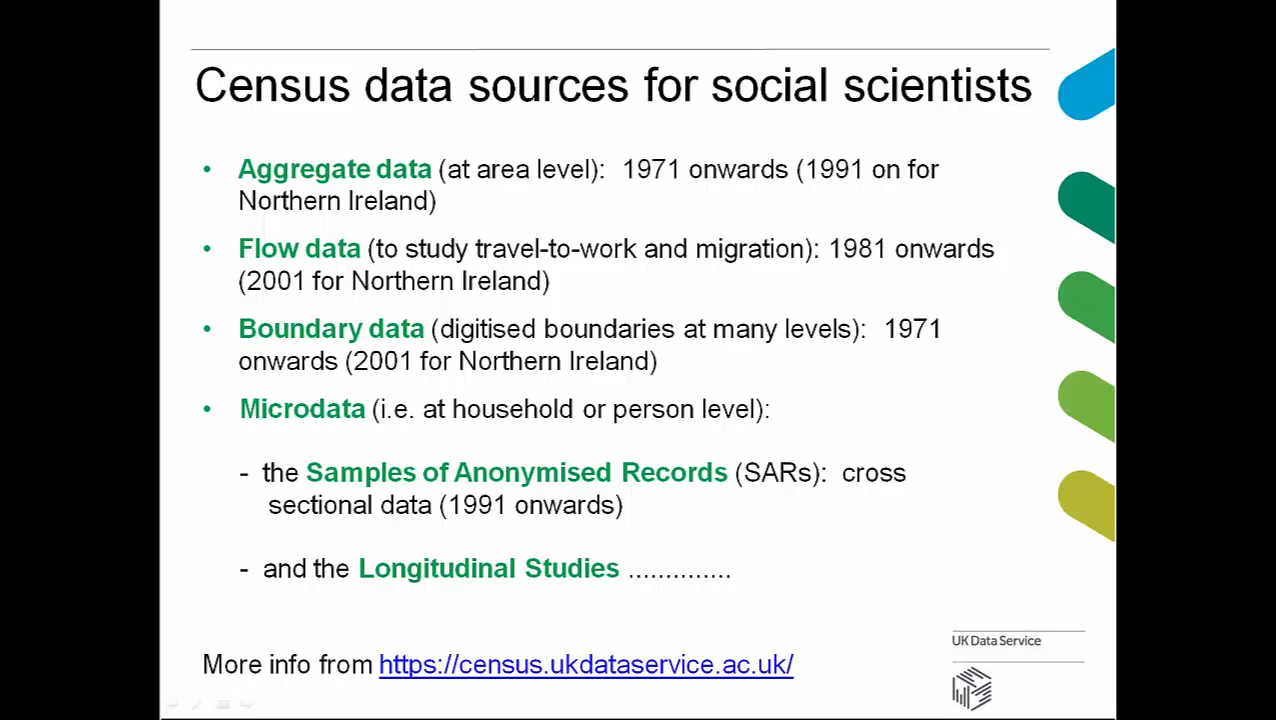 Census data sources for social scientists
• Aggregate data (at area level): 1971 onwards (1991 on for
Northern Ireland)
• Flow data (to study travel-to-work and migration): 1981 onwards
(2001 for Northern Ireland)
• Boundary data (digitised boundaries at many levels): 1971
onwards (2001 for Northern Ireland)
• Microdata (i.e. at household or person level):
- the Samples of Anonymised Records (SARs): cross
sectional data (1991 onwards)
- and the Longitudinal Studies ..............
UK Data Service
More info from https://census.ukdataservice.ac.uk/